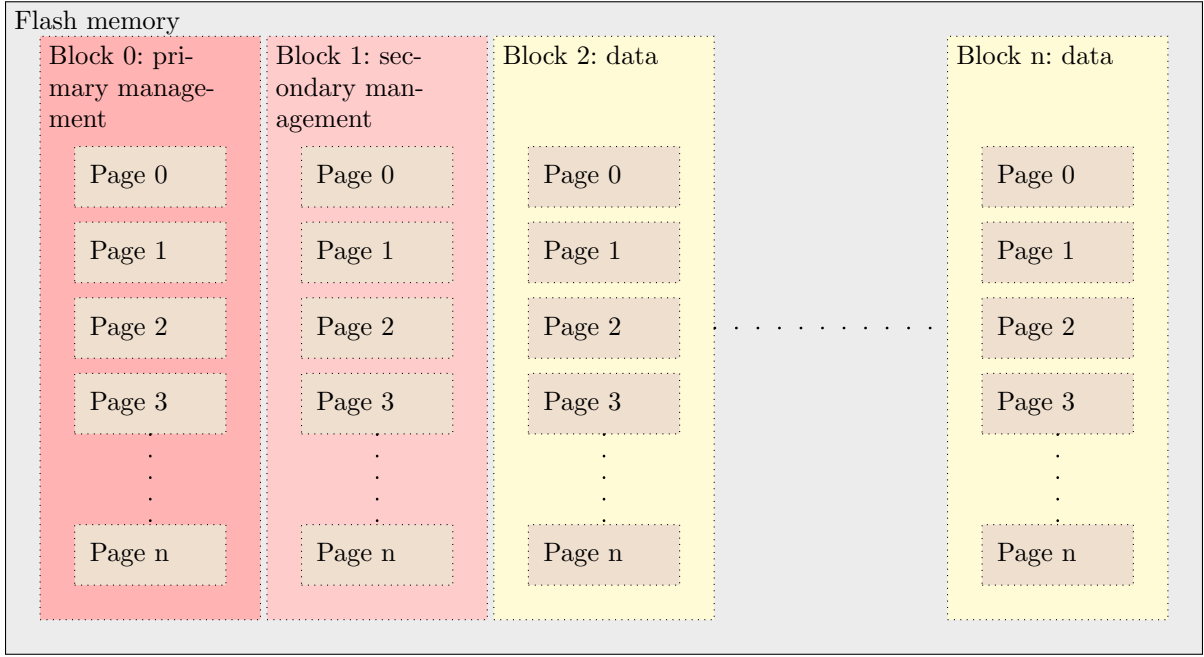 Flash memory
Block 0: pri-
mary manage-
ment
Page 0
Page 1
Page 2
Page 3
Page n
Block 1: sec-
ondary man-
agement
Page 0
Page 1
Page 2
Page 3
Page n
Block 2: data
Page 0
Page 1
Page 2
Page 3
Page n
Block n: data
Page 0
Page 1
Page 2
Page 3
Page n